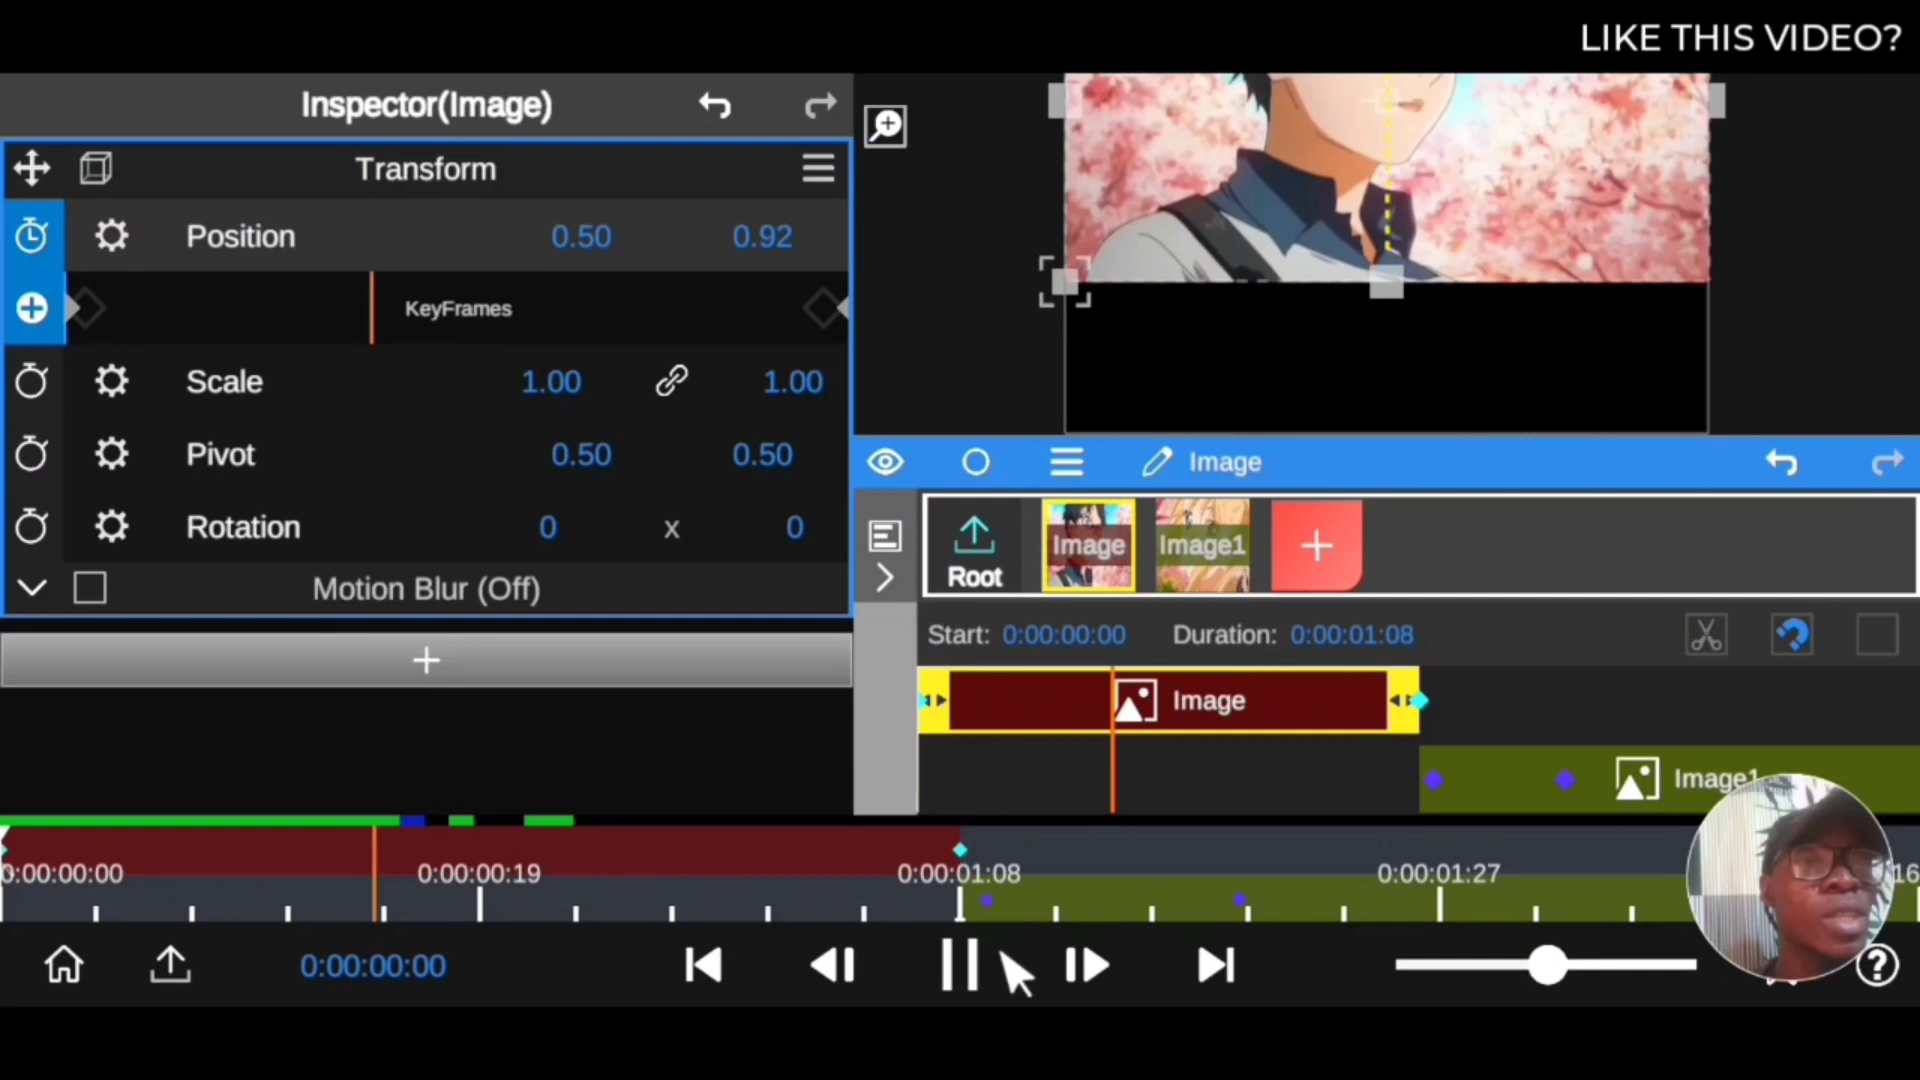 LIKE THIS VIDEO?
Inspector(Image)
Transform
Position 0.50 0.92
KeyFrames
Scale 1.00 1.00
Pivot 0.50 0.50
Rotation 0 x 0
Motion Blur (Off)
+
Image
Root Image Image1 +
Start: 0:00:00:00 Duration: 0:00:01:08
Image
Image1
0:00:00:00 0:00:00:19 0:00:01:08 0:00:01:27 16
0:00:00:00
?